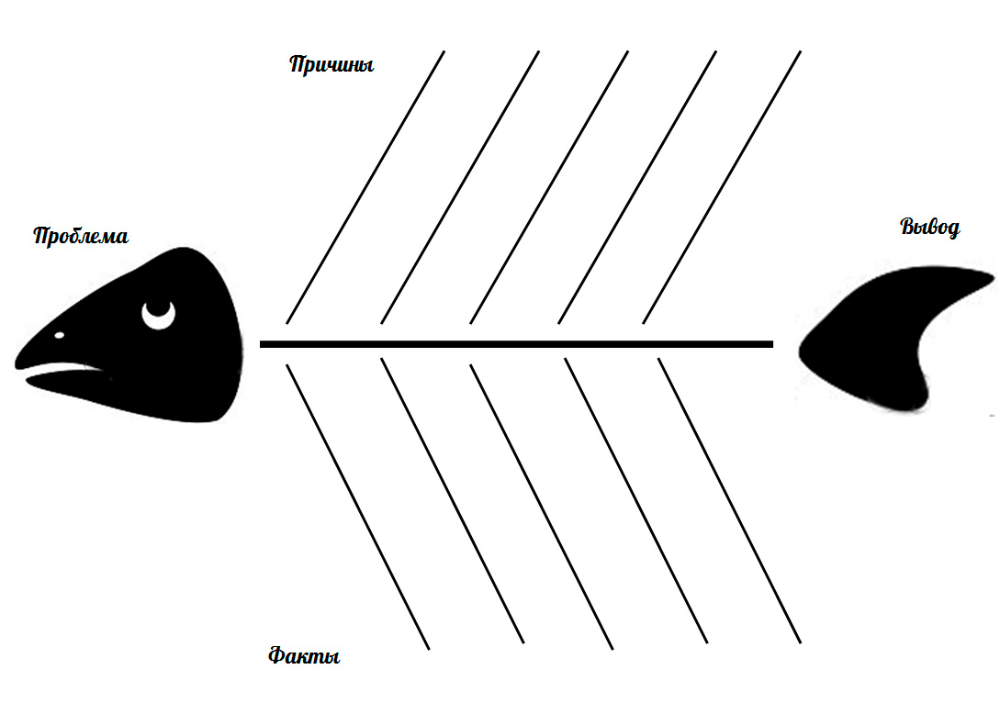 Причины
Проблема
Вывод
Факты